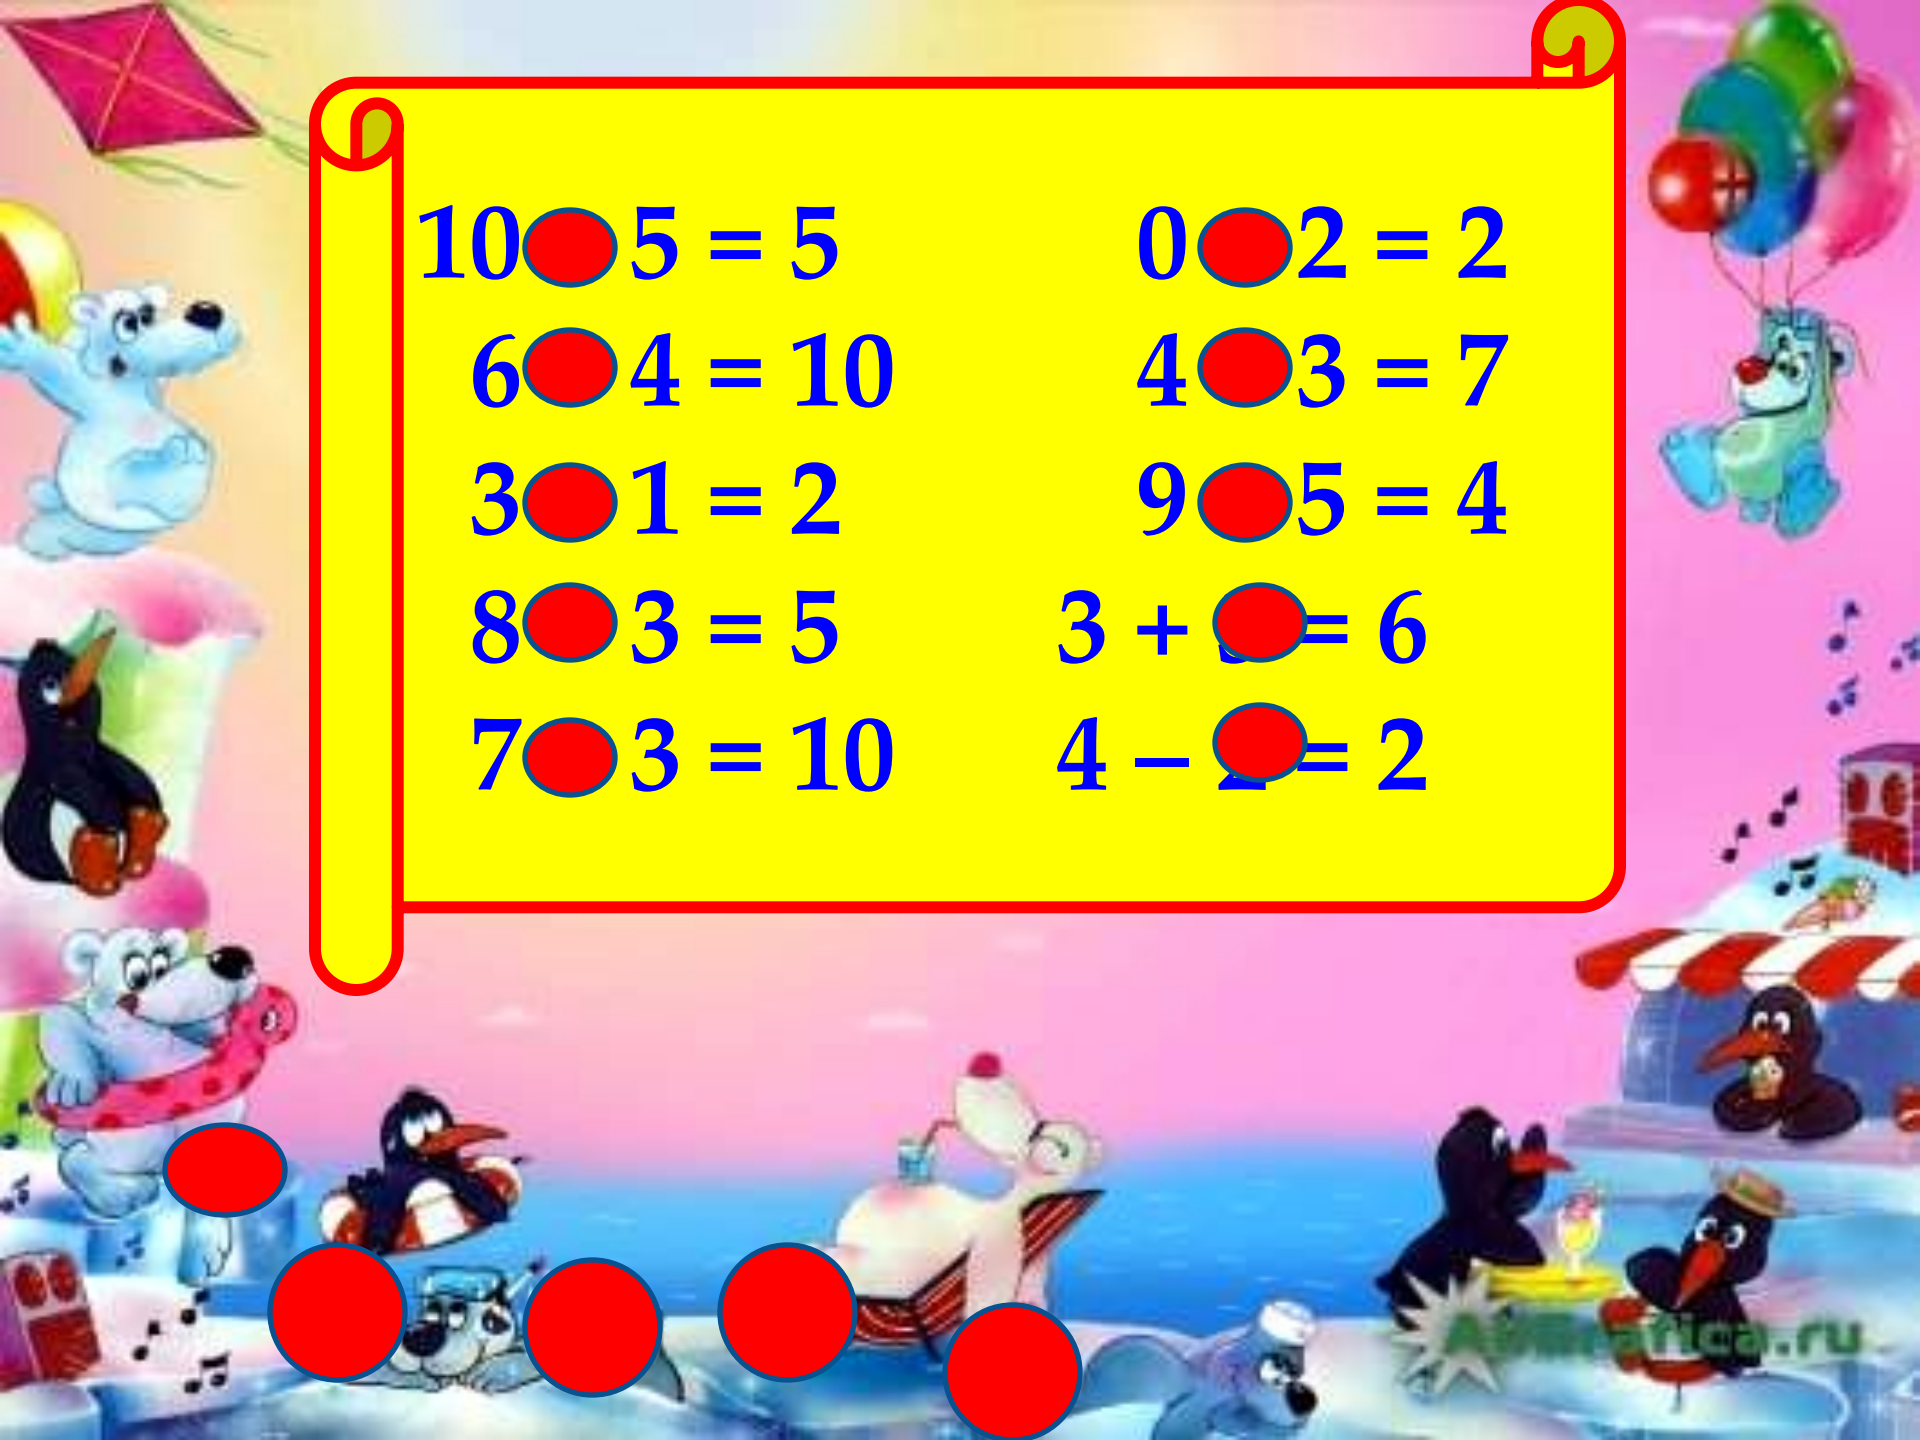 10 5 = 5
6 4 = 10
3 1 = 2
8 3 = 5
7 3 = 10
0 2 = 2
4 3 = 7
9 5 = 4
3 + = 6
4 – 2 = 2